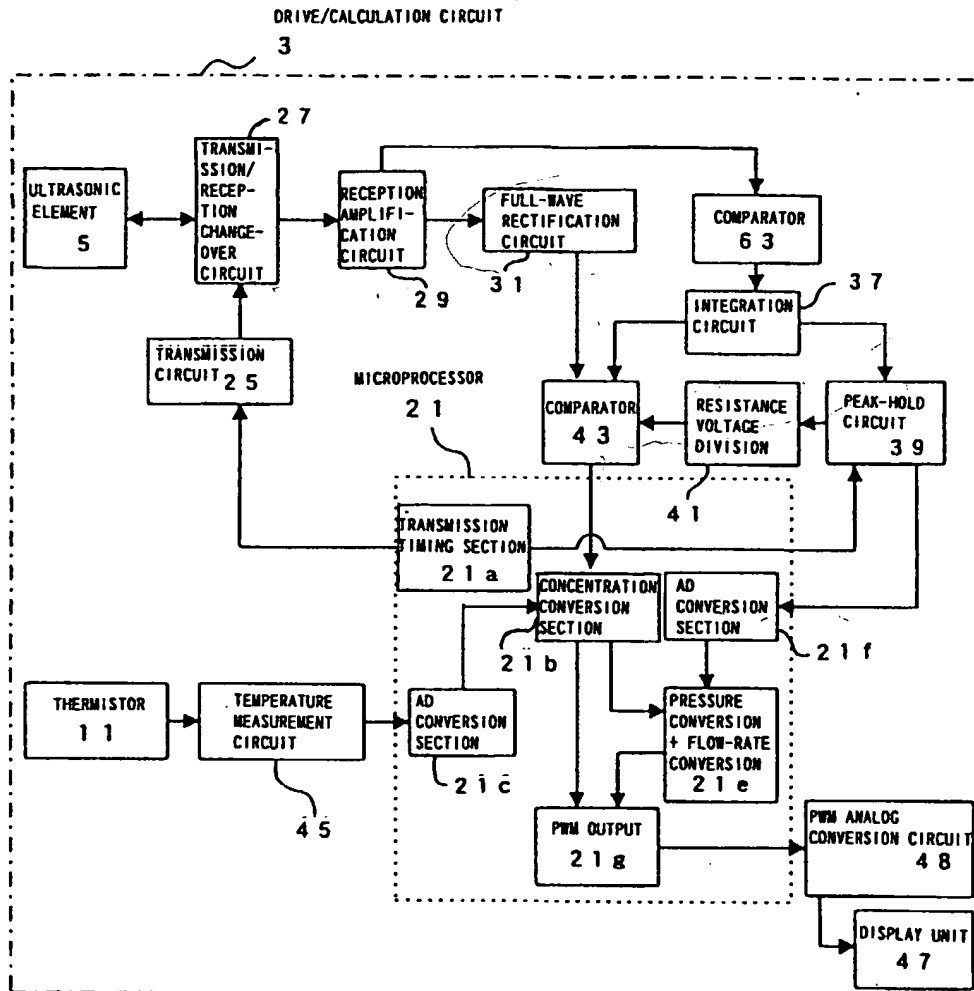 DRIVE/CALCULATION CIRCUIT
3
27
TRANSMI-
SSION/
RECEP-
TION
CHANGE-
OVER
CIRCUIT
ULTRASONIC
ELEMENT
5
RECEPTION
AMPLIFI-
CATION
CIRCUIT
29
FULL-WAVE
RECTIFICATION
CIRCUIT
31
COMPARATOR
63
INTEGRATION
CIRCUIT
37
TRANSMISSION
CIRCUIT 25
MICROPROCESSOR
21
COMPARATOR
43
RESISTANCE
VOLTAGE
DIVISION
41
PEAK-HOLD
CIRCUIT
39
TRANSMISSION
TIMING SECTION
21a
CONCENTRATION
CONVERSION
SECTION
21b
AD
CONVERSION
SECTION
21f
THERMISTOR
11
TEMPERATURE
MEASUREMENT
CIRCUIT
45
AD
CONVERSION
SECTION
21c
PRESSURE
CONVERSION
+ FLOW-RATE
CONVERSION
21e
PWM OUTPUT
21g
PWM ANALOG
CONVERSION CIRCUIT
48
DISPLAY UNIT
47